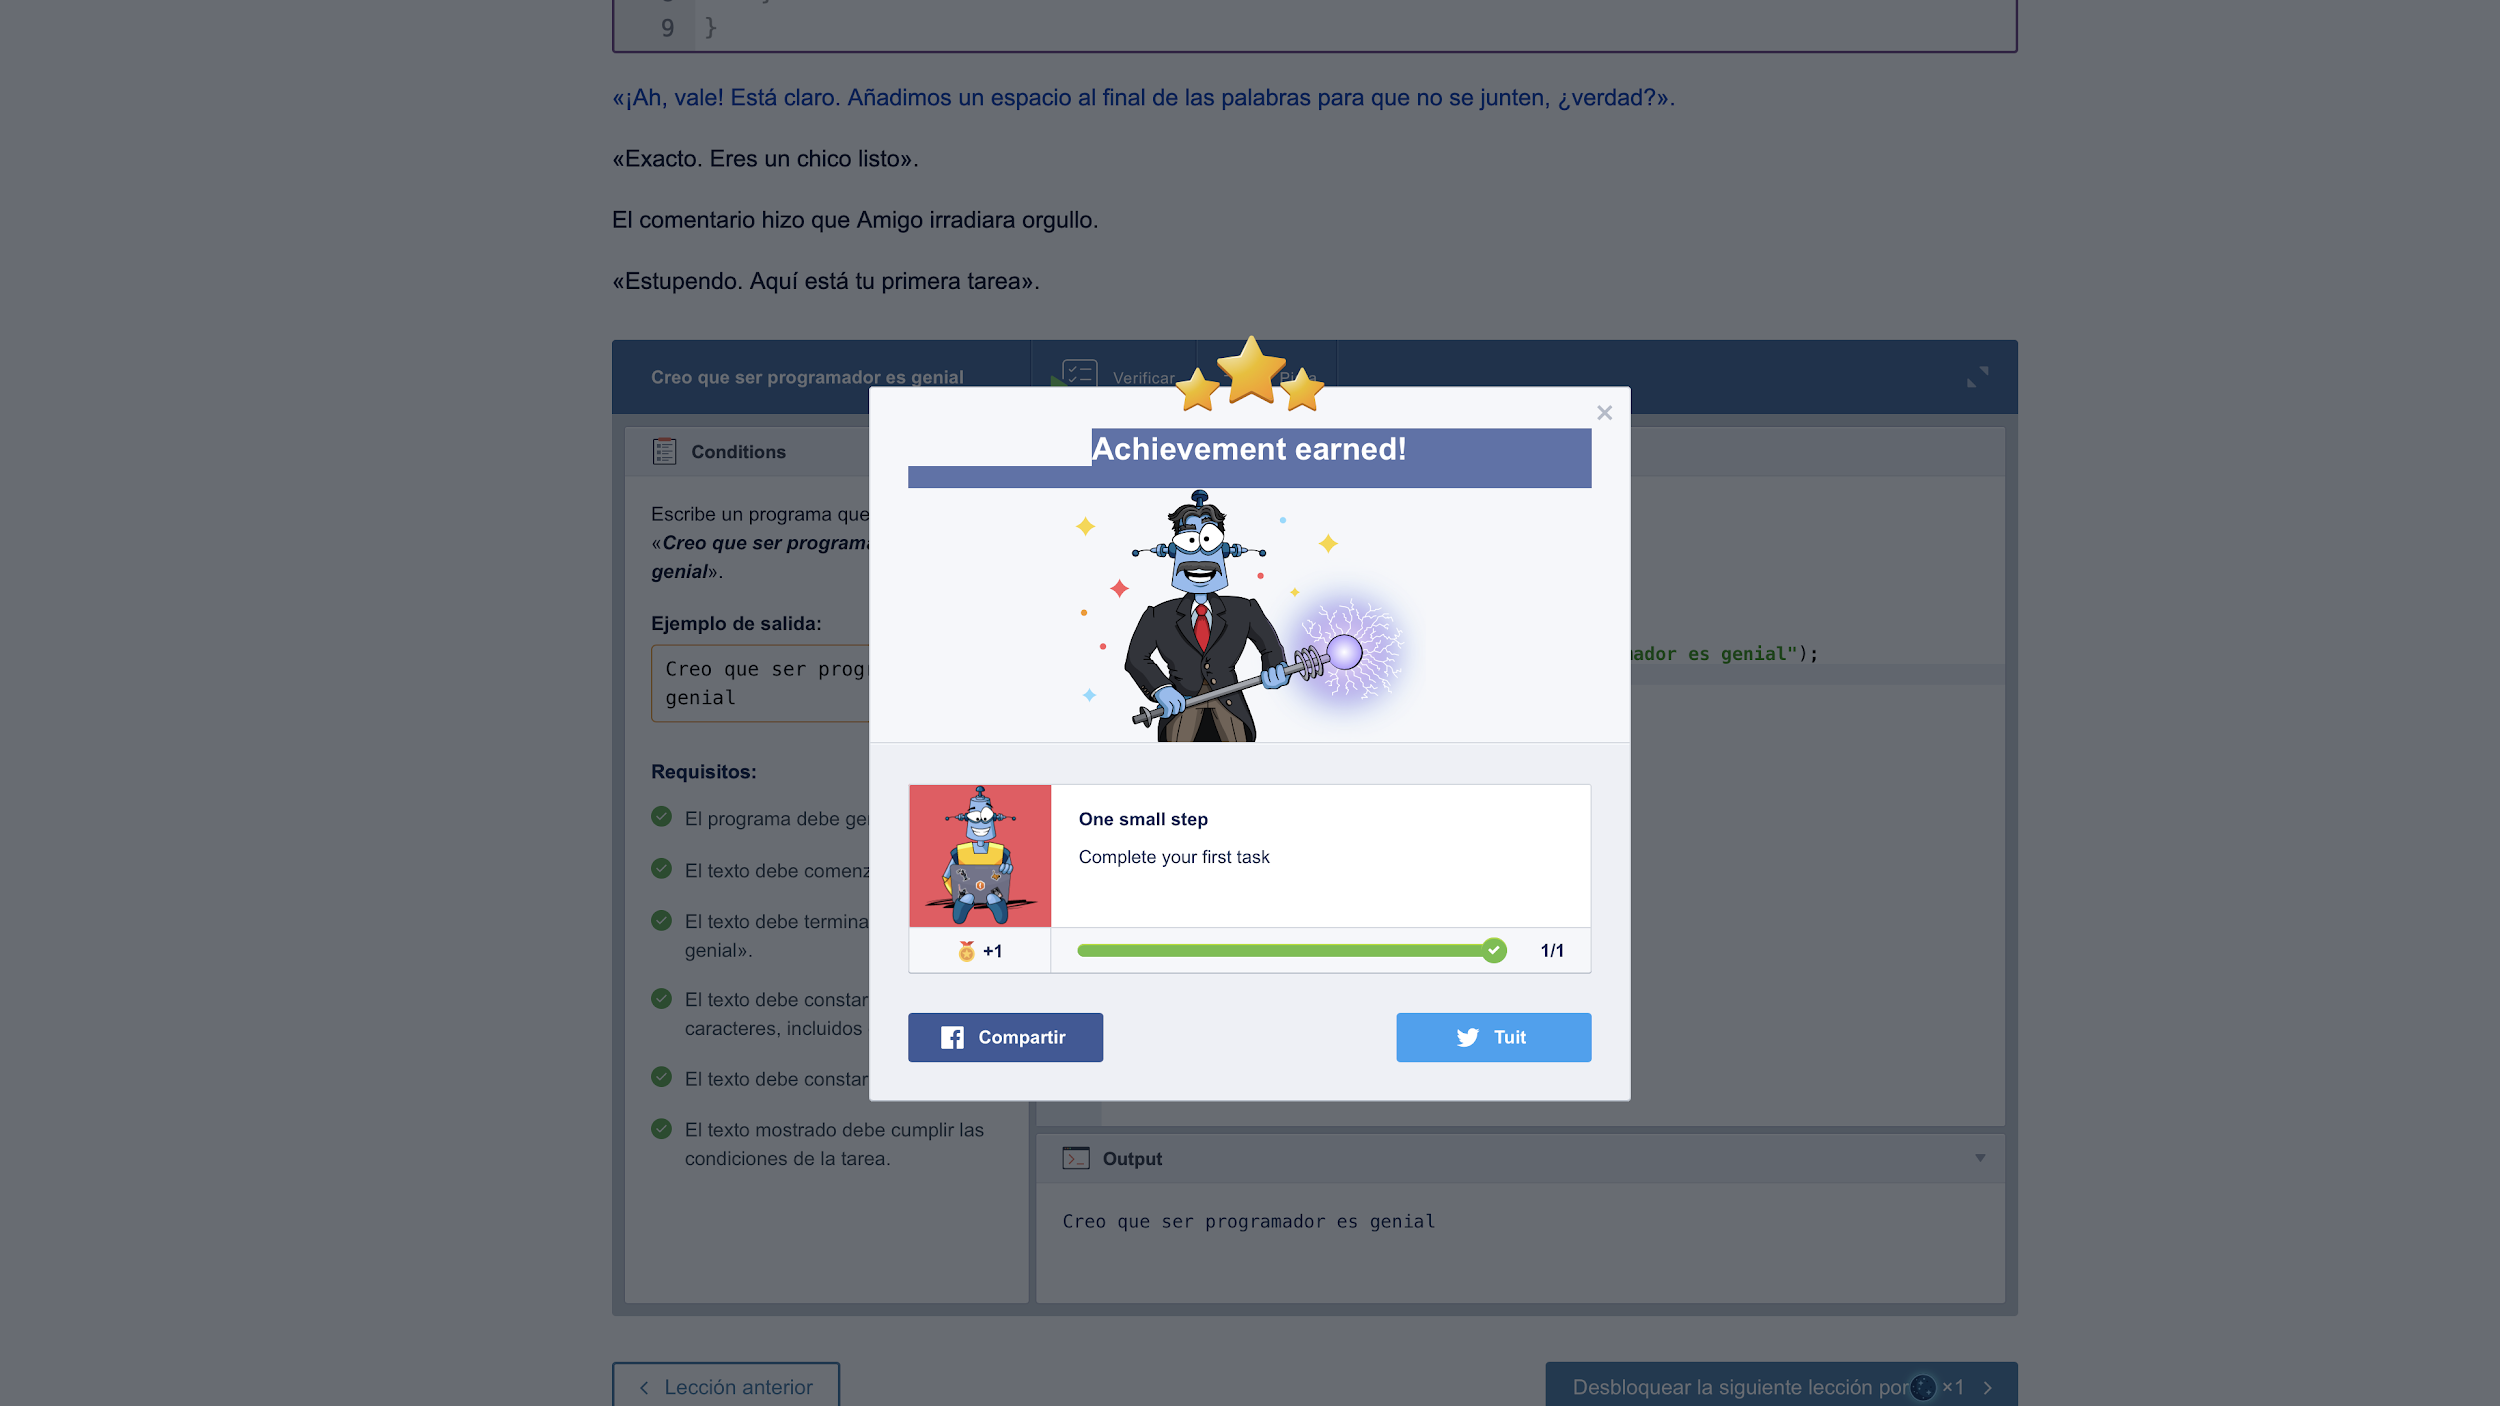 9 }
«¡Ah, vale! Está claro. Añadimos un espacio al final de las palabras para que no se junten, ¿verdad?».
«Exacto. Eres un chico listo».
El comentario hizo que Amigo irradiara orgullo.
«Estupendo. Aquí está tu primera tarea».
Creo que ser programador es genial
Verificar
Achievement earned!
Conditions
Escribe un programa que
«Creo que ser
genial».
Ejemplo de salida:
Creo que ser
genial
es genial");
Requisitos:
El programa debe
El texto debe
El texto debe
genial».
El texto debe constar
caracteres, incluidos
El texto debe constar
El texto mostrado debe cumplir las
condiciones de la tarea.
One small step
Complete your first task
+1
1/1
Compartir
Tuit
Output
Creo que ser programador es genial
Lección anterior
Desbloquear la siguiente lección por ×1